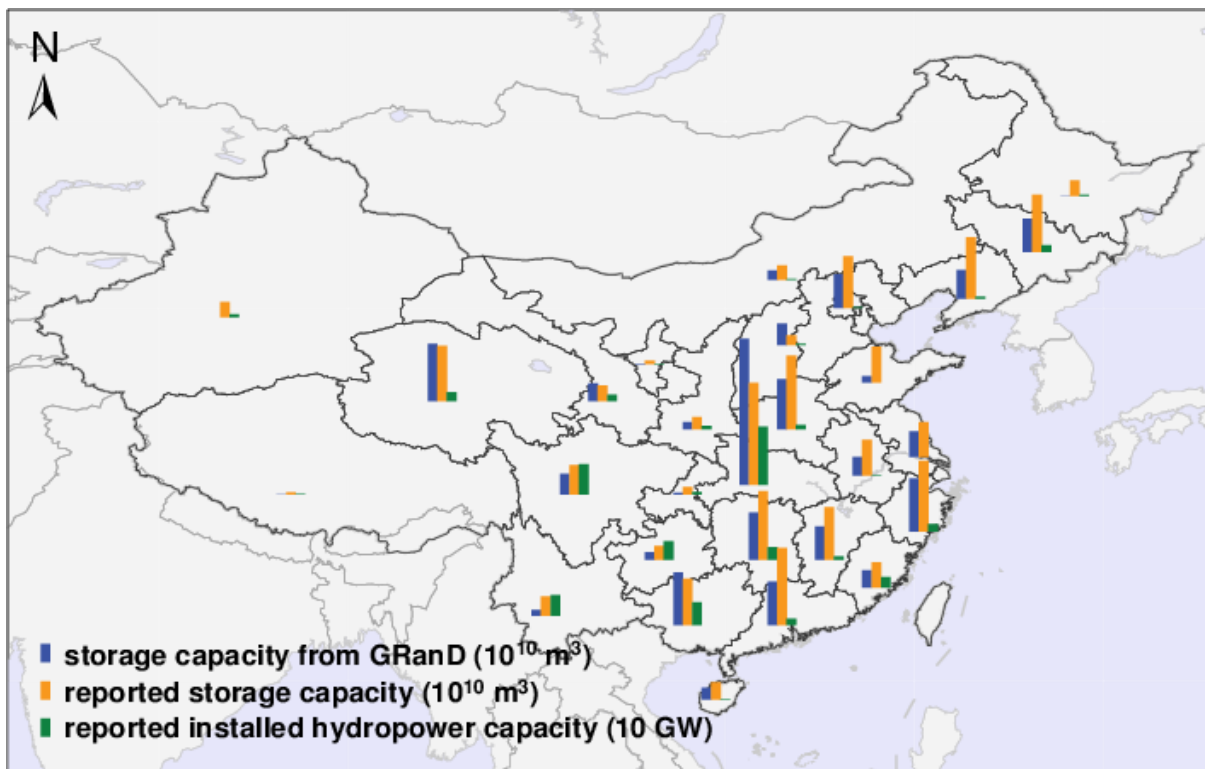 N
storage capacity from GRanD (10¹⁰ m³)
reported storage capacity (10¹⁰ m³)
reported installed hydropower capacity (10 GW)